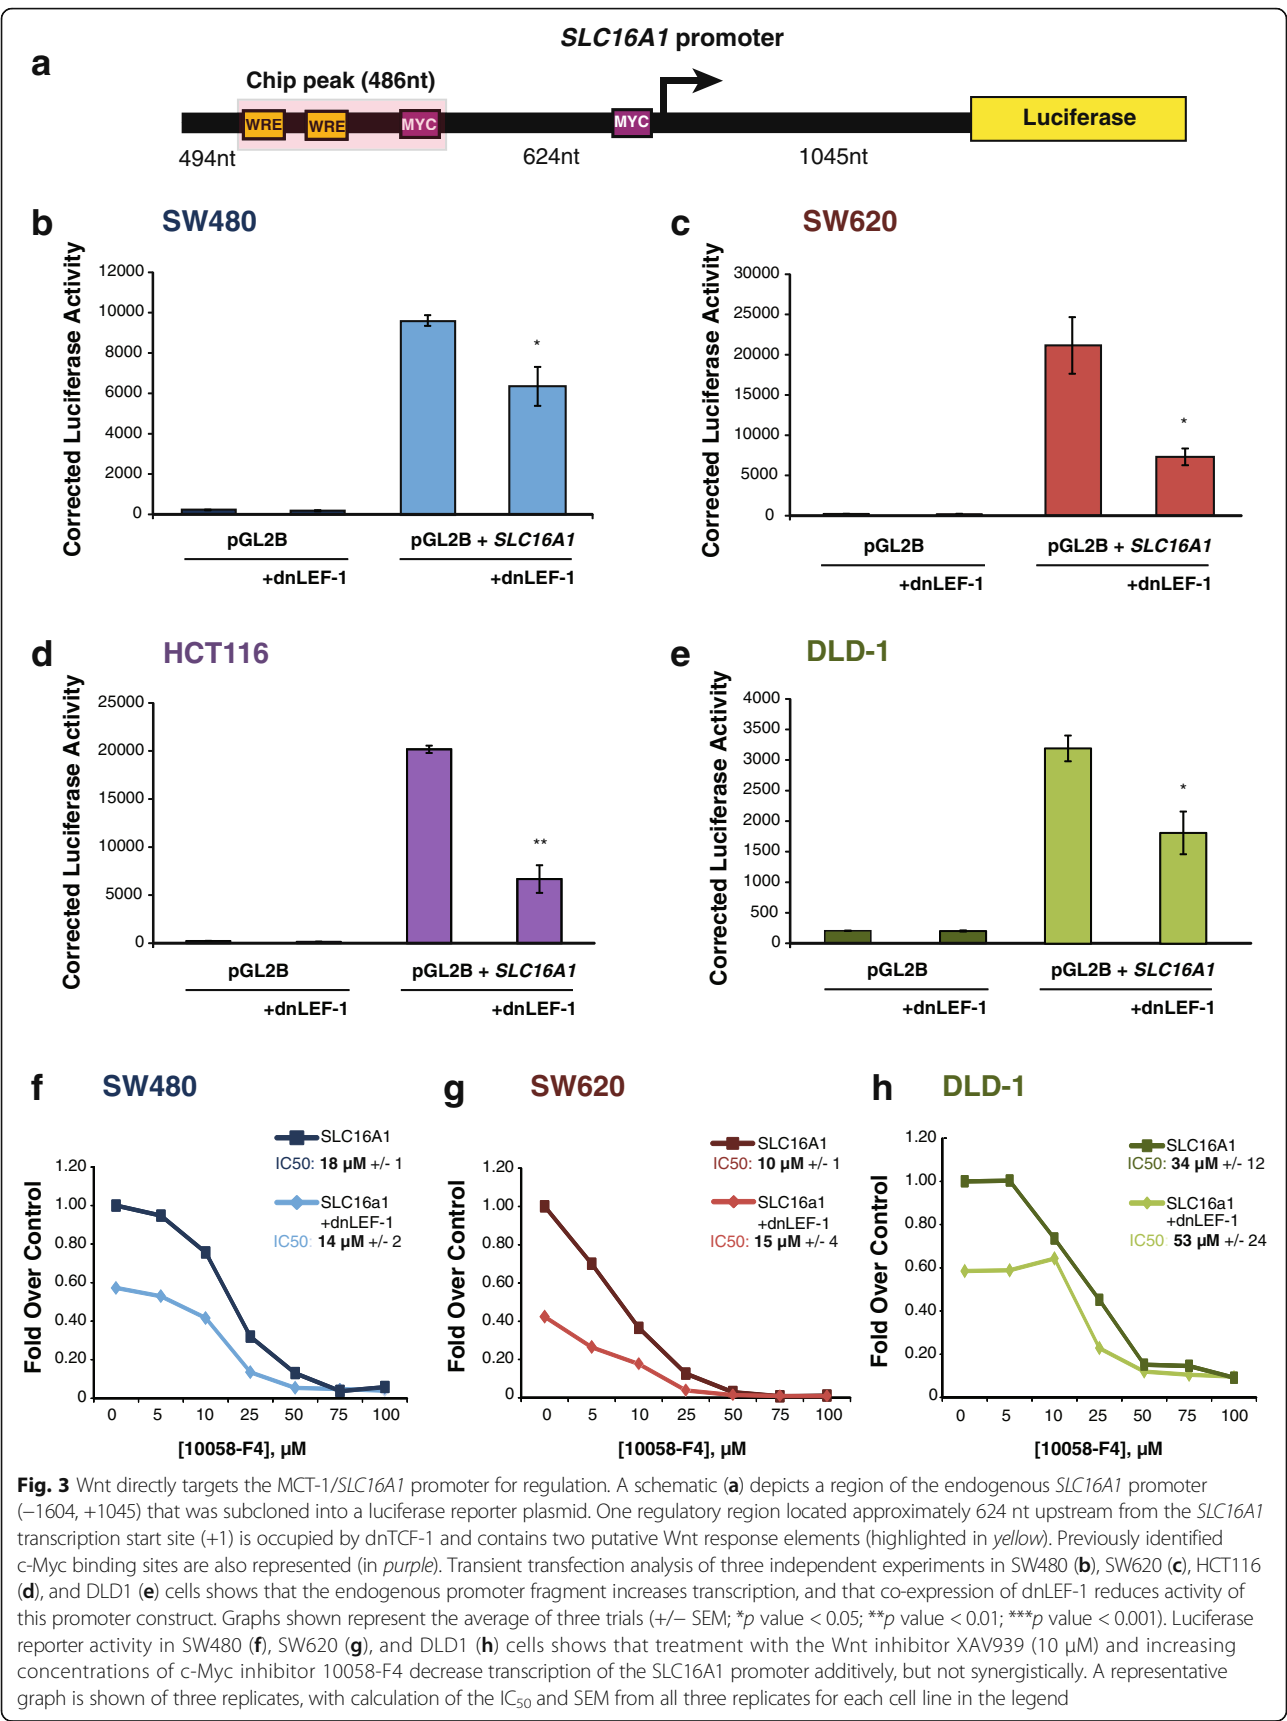 SLC16A1 promoter
a
Chip peak (486nt)
WRE WRE MYC MYC Luciferase
494nt 624nt 1045nt
b SW480
Corrected Luciferase Activity
12000
10000
8000
6000
4000
2000
0
*
pGL2B pGL2B + SLC16A1
+dnLEF-1 +dnLEF-1
c SW620
Corrected Luciferase Activity
30000
25000
20000
15000
10000
5000
0
*
pGL2B pGL2B + SLC16A1
+dnLEF-1 +dnLEF-1
d HCT116
Corrected Luciferase Activity
25000
20000
15000
10000
5000
0
**
pGL2B pGL2B + SLC16A1
+dnLEF-1 +dnLEF-1
e DLD-1
Corrected Luciferase Activity
4000
3500
3000
2500
2000
1500
1000
500
0
*
pGL2B pGL2B + SLC16A1
+dnLEF-1 +dnLEF-1
f SW480
SLC16A1
IC50: 18 µM +/- 1
SLC16a1
+dnLEF-1
IC50: 14 µM +/- 2
Fold Over Control
1.20
1.00
0.80
0.60
0.40
0.20
0
0 5 10 25 50 75 100
[10058-F4], µM
g SW620
SLC16A1
IC50: 10 µM +/- 1
SLC16a1
+dnLEF-1
IC50: 15 µM +/- 4
Fold Over Control
1.20
1.00
0.80
0.60
0.40
0.20
0
0 5 10 25 50 75 100
[10058-F4], µM
h DLD-1
SLC16A1
IC50: 34 µM +/- 12
SLC16a1
+dnLEF-1
IC50 53 µM +/- 24
Fold Over Control
1.20
1.00
0.80
0.60
0.40
0.20
0
0 5 10 25 50 75 100
[10058-F4], µM
Fig. 3 Wnt directly targets the MCT-1/SLC16A1 promoter for regulation. A schematic (a) depicts a region of the endogenous SLC16A1 promoter
(−1604, +1045) that was subcloned into a luciferase reporter plasmid. One regulatory region located approximately 624 nt upstream from the SLC16A1
transcription start site (+1) is occupied by dnTCF-1 and contains two putative Wnt response elements (highlighted in yellow). Previously identified
c-Myc binding sites are also represented (in purple). Transient transfection analysis of three independent experiments in SW480 (b), SW620 (c), HCT116
(d), and DLD1 (e) cells shows that the endogenous promoter fragment increases transcription, and that co-expression of dnLEF-1 reduces activity of
this promoter construct. Graphs shown represent the average of three trials (+/− SEM; *p value < 0.05; **p value < 0.01; ***p value < 0.001). Luciferase
reporter activity in SW480 (f), SW620 (g), and DLD1 (h) cells shows that treatment with the Wnt inhibitor XAV939 (10 µM) and increasing
concentrations of c-Myc inhibitor 10058-F4 decrease transcription of the SLC16A1 promoter additively, but not synergistically. A representative
graph is shown of three replicates, with calculation of the IC50 and SEM from all three replicates for each cell line in the legend